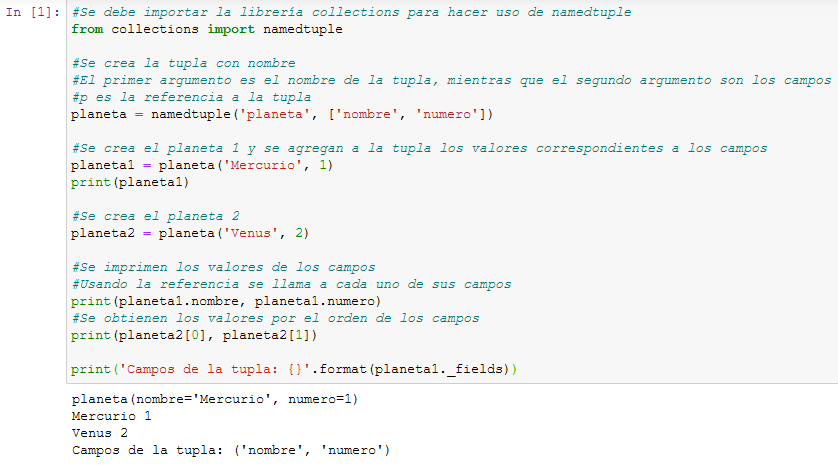 In [1]: #Se debe importar la librería collections para hacer uso de namedtuple
from collections import namedtuple
#Se crea la tupla con nombre
#El primer argumento es el nombre de la tupla, mientras que el segundo argumento son los campos
#p es la referencia a la tupla
planeta = namedtuple('planeta', ['nombre', 'numero'])
#Se crea el planeta 1 y se agregan a la tupla los valores correspondientes a los campos
planeta1 = planeta('Mercurio', 1)
print(planeta1)
#Se crea el planeta 2
planeta2 = planeta('Venus', 2)
#Se imprimen los valores de los campos
#Usando la referencia se llama a cada uno de sus campos
print(planeta1.nombre, planeta1.numero)
#Se obtienen los valores por el orden de los campos
print(planeta2[0], planeta2[1])
print('Campos de la tupla: {}'.format(planeta1._fields))
planeta(nombre='Mercurio', numero=1)
Mercurio 1
Venus 2
Campos de la tupla: ('nombre', 'numero')